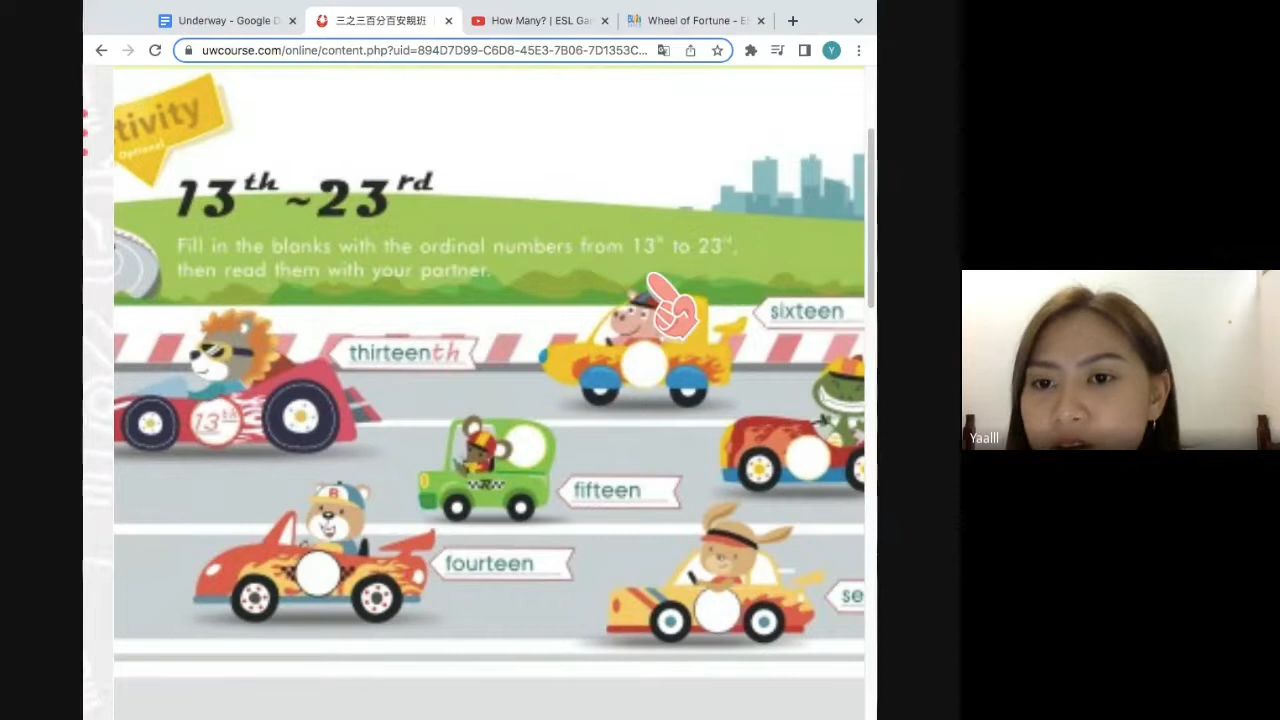 Underway - Google D
三之三百分百安親班
How Many? | ESL Ga
Wheel of Fortune - E
uwcourse.com/online/content.php?uid=894D7D99-C6D8-45E3-7B06-7D1353C...
Y
tivity
Optional
13th ~23rd
Fill in the blanks with the ordinal numbers from 13th to 23rd,
then read them with your partner.
sixteen
thirteenth
13th
fifteen
B
fourteen
se
Yaalll